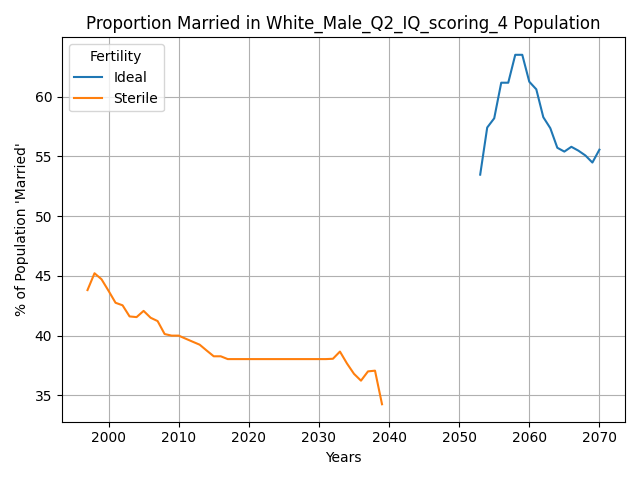 Proportion Married in White_Male_Q2_IQ_scoring_4 Population
Fertility
Ideal
Sterile
% of Population 'Married'
60
55
50
45
40
35
2000 2010 2020 2030 2040 2050 2060 2070
Years